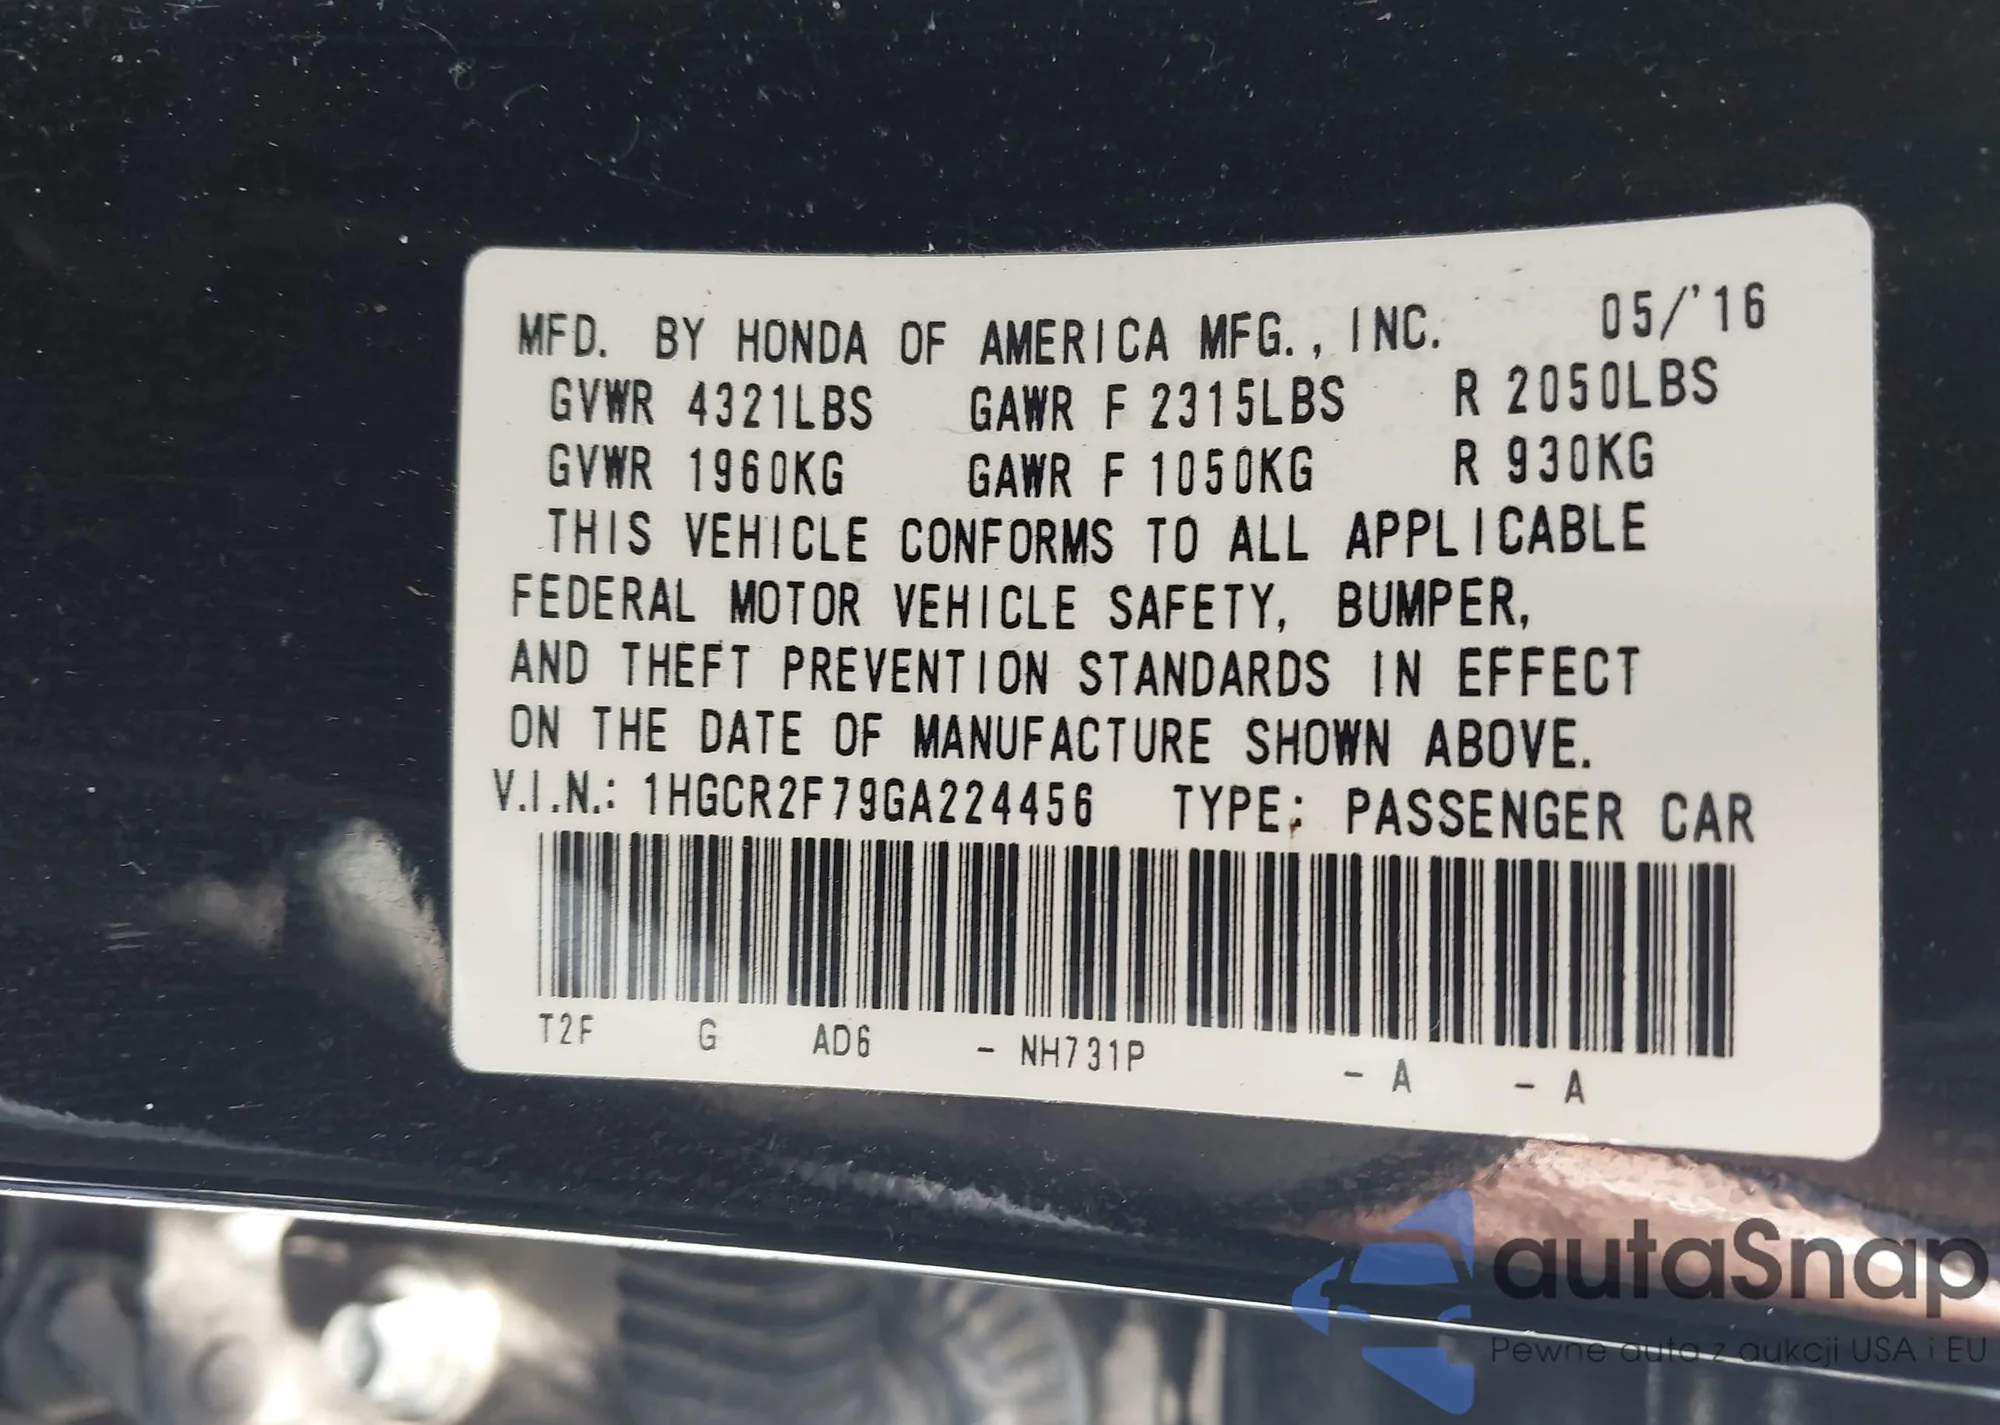 MFD. BY HONDA OF AMERICA MFG., INC. 05/'16
GVWR 4321LBS GAWR F 2315LBS R 2050LBS
GVWR 1960KG GAWR F 1050KG R 930KG
THIS VEHICLE CONFORMS TO ALL APPLICABLE
FEDERAL MOTOR VEHICLE SAFETY, BUMPER,
AND THEFT PREVENTION STANDARDS IN EFFECT
ON THE DATE OF MANUFACTURE SHOWN ABOVE.
V.I.N.: 1HGCR2F79GA224456 TYPE: PASSENGER CAR
T2F G AD6 - NH731P - A - A
autaSnap
Pewne auta z aukcji USA i EU